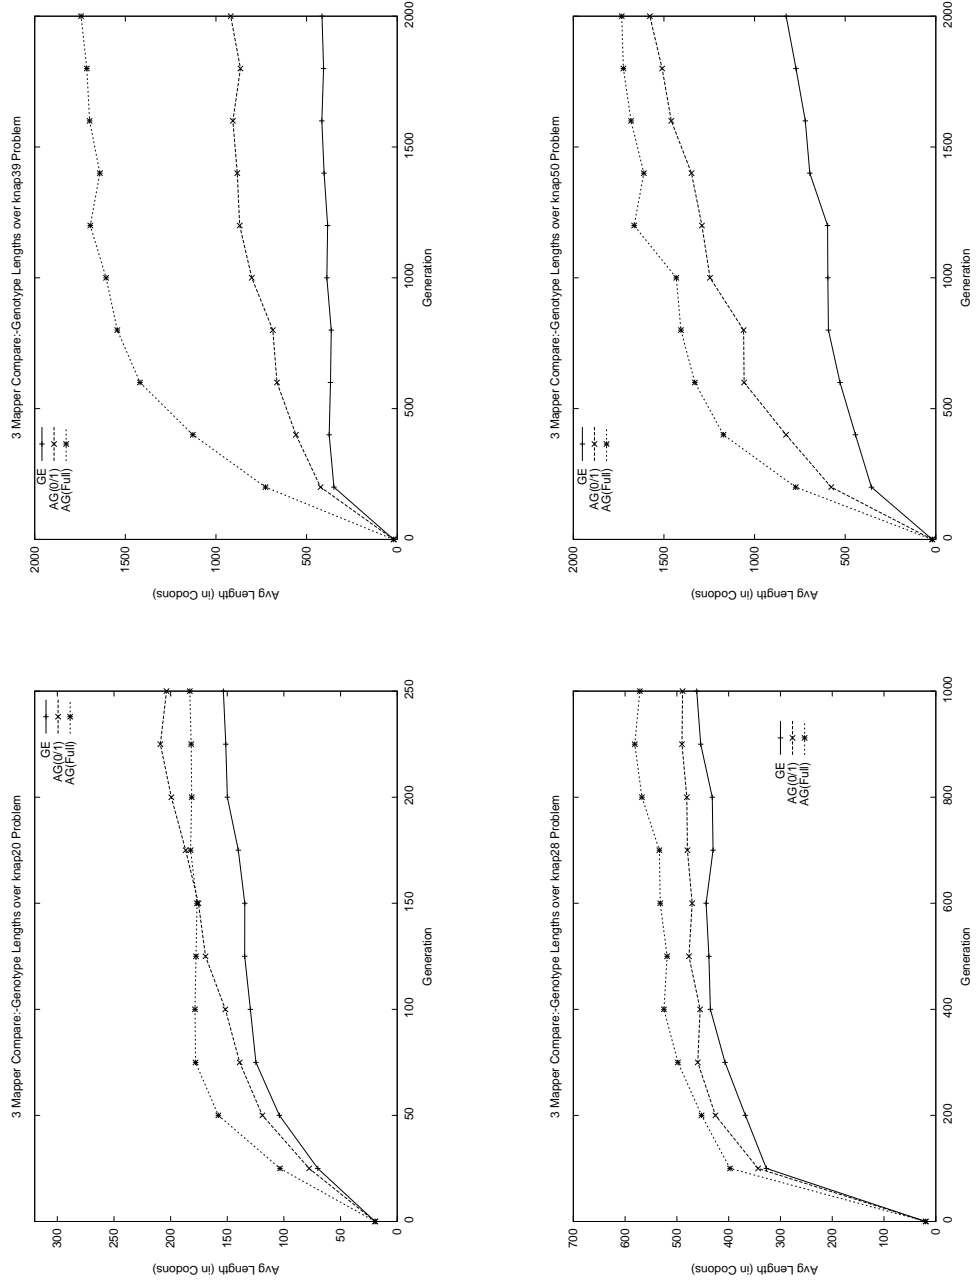 3 Mapper Compare:-Genotype Lengths over knap20 Problem
GE
AG(0/1)
AG(Full)
Avg Length (in Codons)
300
250
200
150
100
50
0
0 50 100 150 200 250
Generation
3 Mapper Compare:-Genotype Lengths over knap39 Problem
GE
AG(0/1)
AG(Full)
Avg Length (in Codons)
2000
1500
1000
500
0
0 500 1000 1500 2000
Generation
3 Mapper Compare:-Genotype Lengths over knap28 Problem
GE
AG(0/1)
AG(Full)
Avg Length (in Codons)
700
600
500
400
300
200
100
0
0 200 400 600 800 1000
Generation
3 Mapper Compare:-Genotype Lengths over knap50 Problem
GE
AG(0/1)
AG(Full)
Avg Length (in Codons)
2000
1500
1000
500
0
0 500 1000 1500 2000
Generation